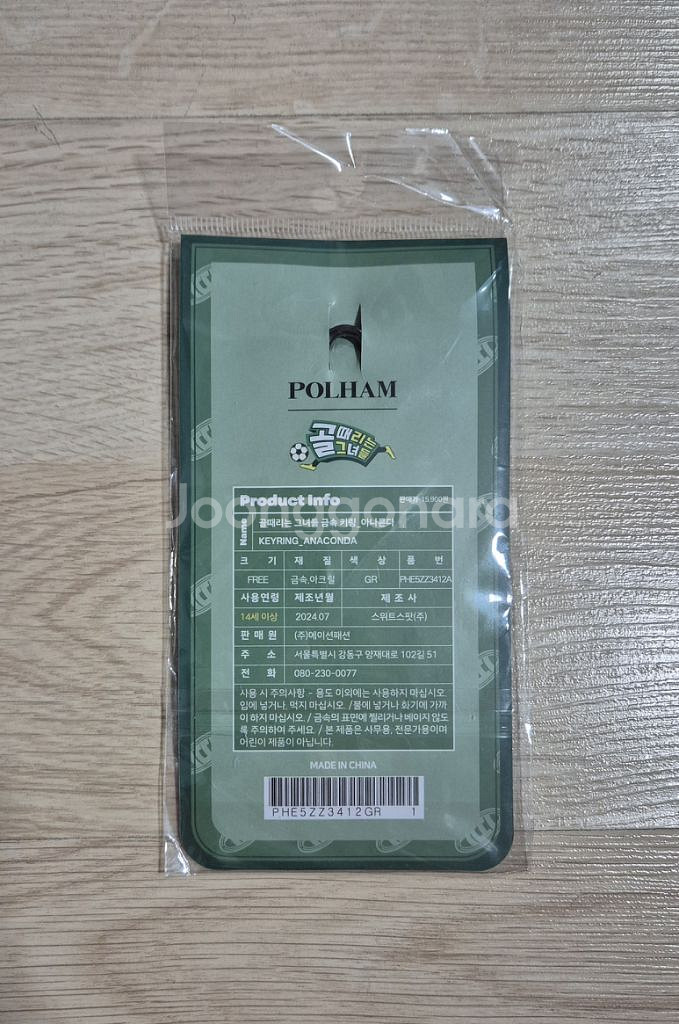 POLHAM
골때리는
그녀들
Product Info 판매가 15,900원
Joonggonara
Name 골때리는 그녀들 금속 키링_아나콘다
KEYRING_ANACONDA
크 기 재 질 색 상 품 번
FREE 금속,아크릴 GR PHE5ZZ3412A
사용연령 제조년월 제 조 사
14세 이상 2024.07 스위트스팟(주)
판 매 원 (주)에이션패션
주 소 서울특별시 강동구 양재대로 102길 51
전 화 080-230-0077
사용 시 주의사항 - 용도 이외에는 사용하지 마십시오.
입에 넣거나, 먹지 마십시오. /물에 넣거나 화기에 가까
이 하지 마십시오. / 금속의 표면에 찔리거나 베이지 않도
록 주의하여 주세요. / 본 제품은 사무용, 전문가용이며
어린이 제품이 아닙니다.
MADE IN CHINA
PHE5ZZ3412GR 1